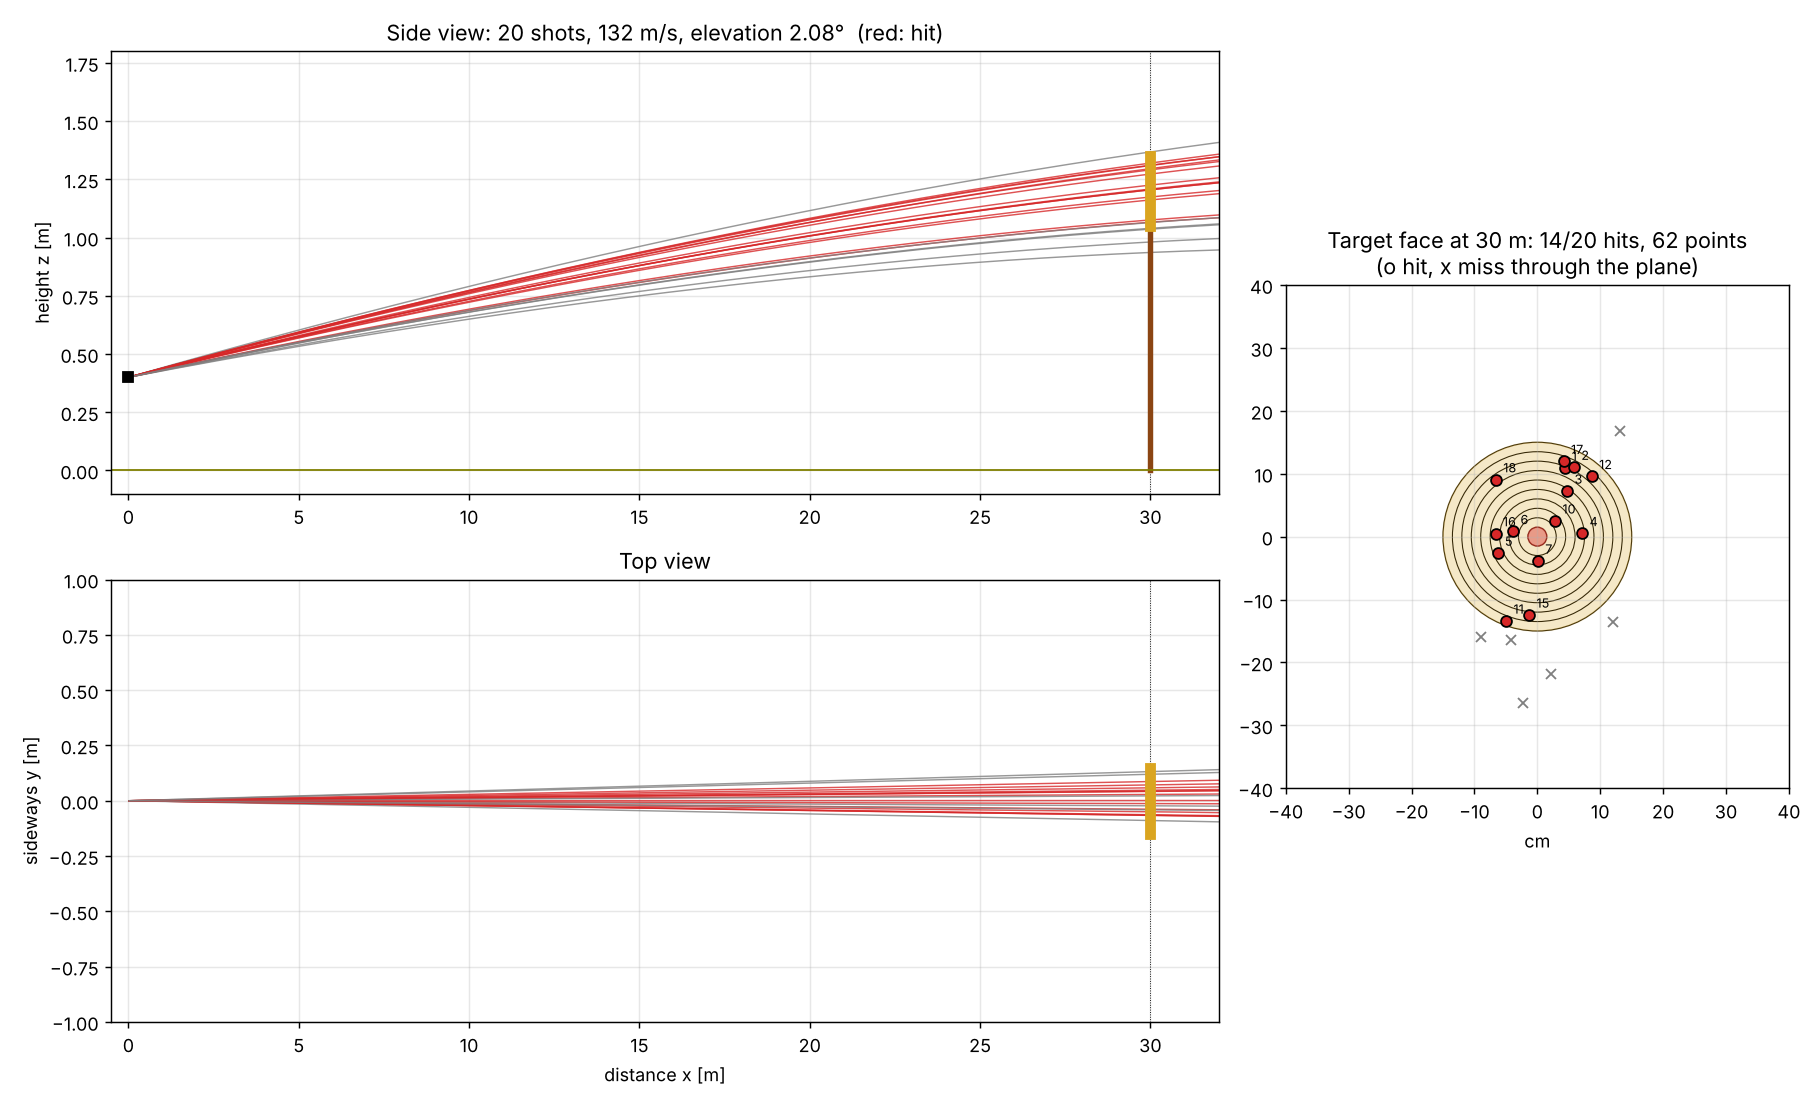 Side view: 20 shots, 132 m/s, elevation 2.08°  (red: hit)
1.75
1.50
1.25
1.00
0.75
0.50
0.25
0.00
height z [m]
0 5 10 15 20 25 30
Top view
1.00
0.75
0.50
0.25
0.00
−0.25
−0.50
−0.75
−1.00
sideways y [m]
0 5 10 15 20 25 30
distance x [m]
Target face at 30 m: 14/20 hits, 62 points
(o hit, x miss through the plane)
40
30
20
10
0
−10
−20
−30
−40
17
1 2
12
18
3
10
16 6 4
5
7
11 15
−40 −30 −20 −10 0 10 20 30 40
cm